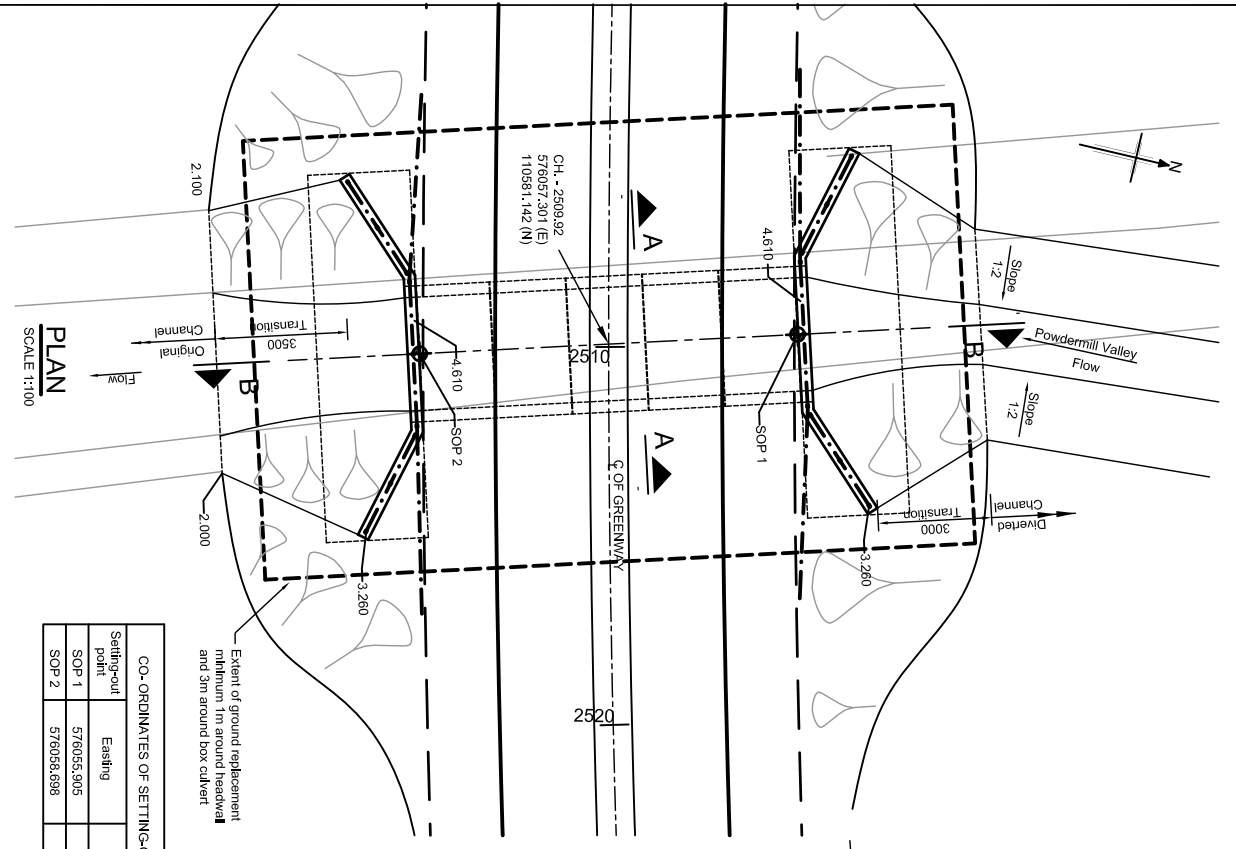 N
2.100
CH. - 2509.92
576057.301 (E)
110581.142 (N)
A
4.610
Slope
1:2
Transition
3500
Channel
Original
Flow
B
PLAN
SCALE 1:100
4.610
SOP 2
2510
A
SOP 1
B
Powdermill Valley
Flow
Slope
1:2
C OF GREENWAY
Channel
Diverted
Transition
3000
3.260
2.000
3.260
Extent of ground replacement
minimum 1m around headwall
and 3m around box culvert
2520
CO-ORDINATES OF SETTING-
Setting-out
point
Easting
SOP 1
576055.905
SOP 2
576058.698